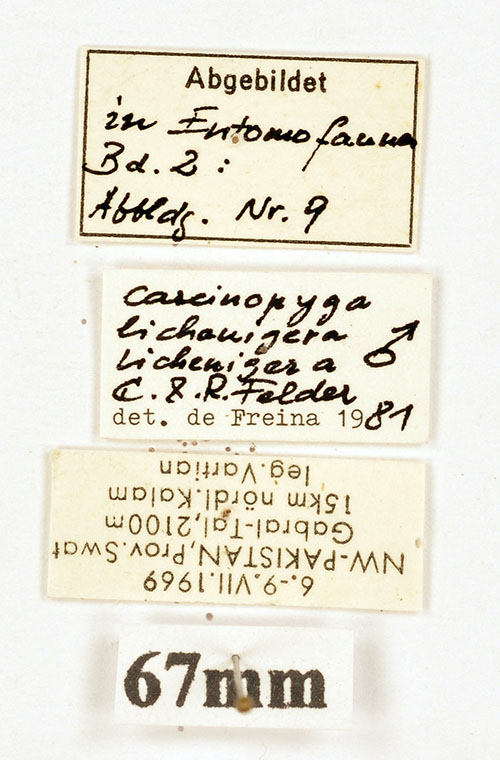 Abgebildet
in Entomofauna
Bd. 2 :
Abbldg. Nr. 9
Carcinopyga
lichenigera
Lichenigera ♂
C. & R. Felder
det. de Freina 1981
6.-9.VII.1969
NW-PAKISTAN,Prov.Swat
Gabral-Tal,2100m
15km nördl.Kalam
leg.Vartian
67mm